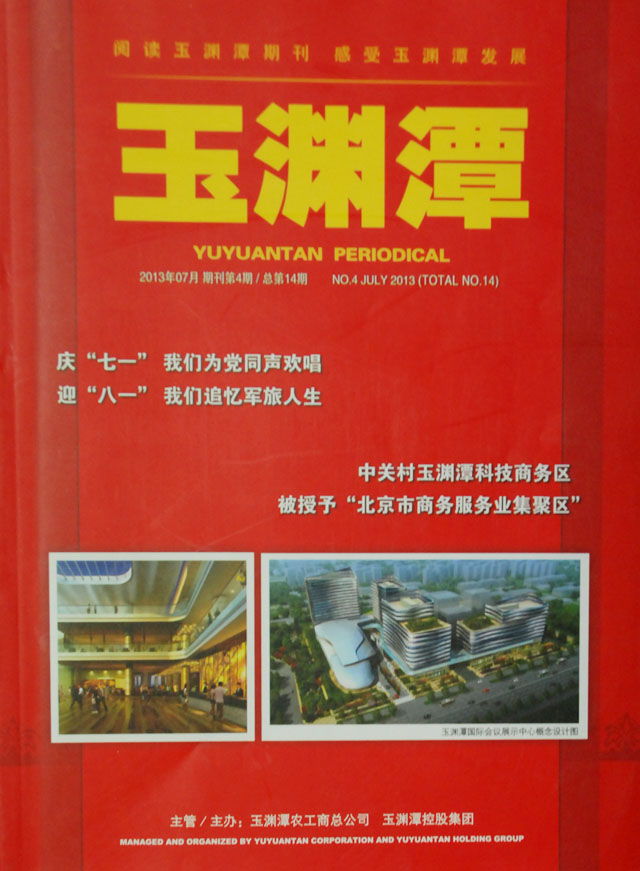 阅读玉渊潭期刊 感受玉渊潭发展
玉渊潭
YUYUANTAN PERIODICAL
2013年07月 期刊第4期 / 总第14期 NO.4 JULY 2013 (TOTAL NO.14)
庆“七一” 我们为党同声欢唱
迎“八一” 我们追忆军旅人生
中关村玉渊潭科技商务区
被授予“北京市商务服务业集聚区”
玉渊潭国际会议展示中心概念设计图
主管 / 主办：玉渊潭农工商总公司 玉渊潭控股集团
MANAGED AND ORGANIZED BY YUYUANTAN CORPORATION AND YUYUANTAN HOLDING GROUP